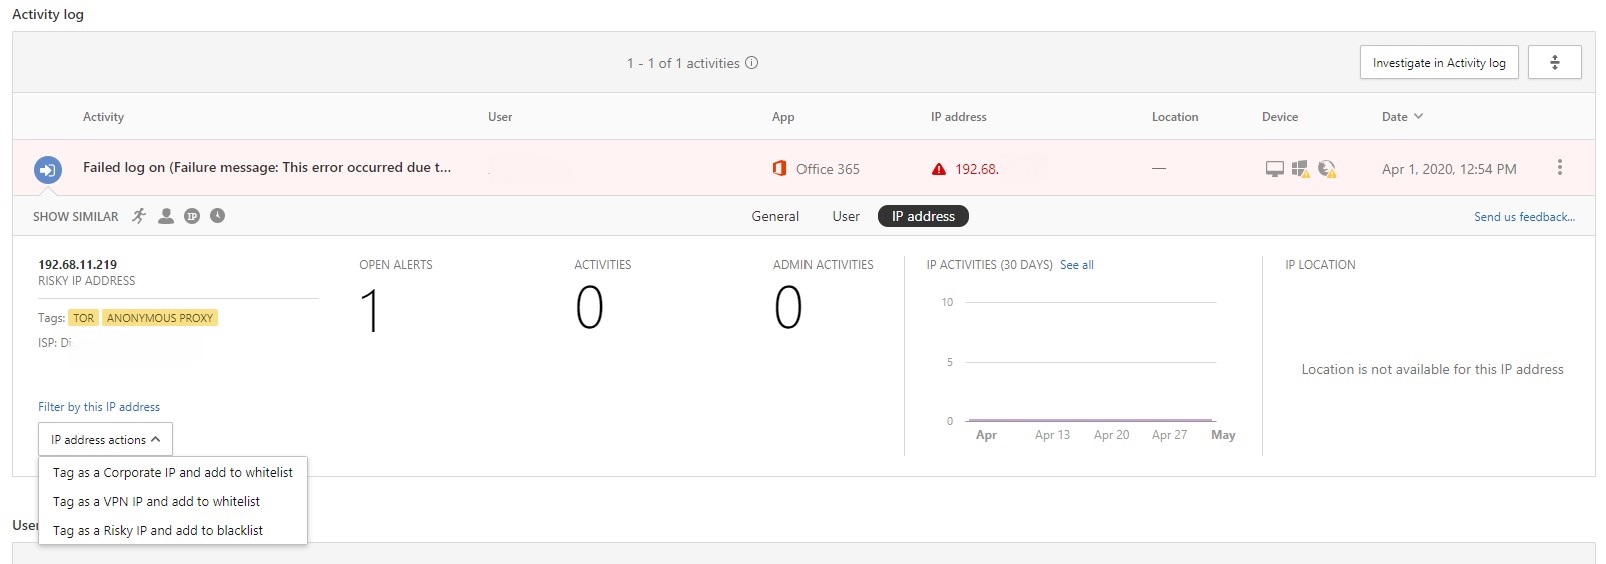 Activity log
1 - 1 of 1 activities
Investigate in Activity log
Activity User App IP address Location Device Date
Failed log on (Failure message: This error occurred due t... Office 365 192.68. — Apr 1, 2020, 12:54 PM
SHOW SIMILAR IP General User IP address Send us feedback...
192.68.11.219 OPEN ALERTS ACTIVITIES ADMIN ACTIVITIES IP ACTIVITIES (30 DAYS) See all IP LOCATION
RISKY IP ADDRESS
1 0 0
10
Tags: TOR ANONYMOUS PROXY
ISP: Di
5
Location is not available for this IP address
Filter by this IP address
0
IP address actions
Apr Apr 13 Apr 20 Apr 27 May
Tag as a Corporate IP and add to whitelist
Tag as a VPN IP and add to whitelist
Tag as a Risky IP and add to blacklist
User